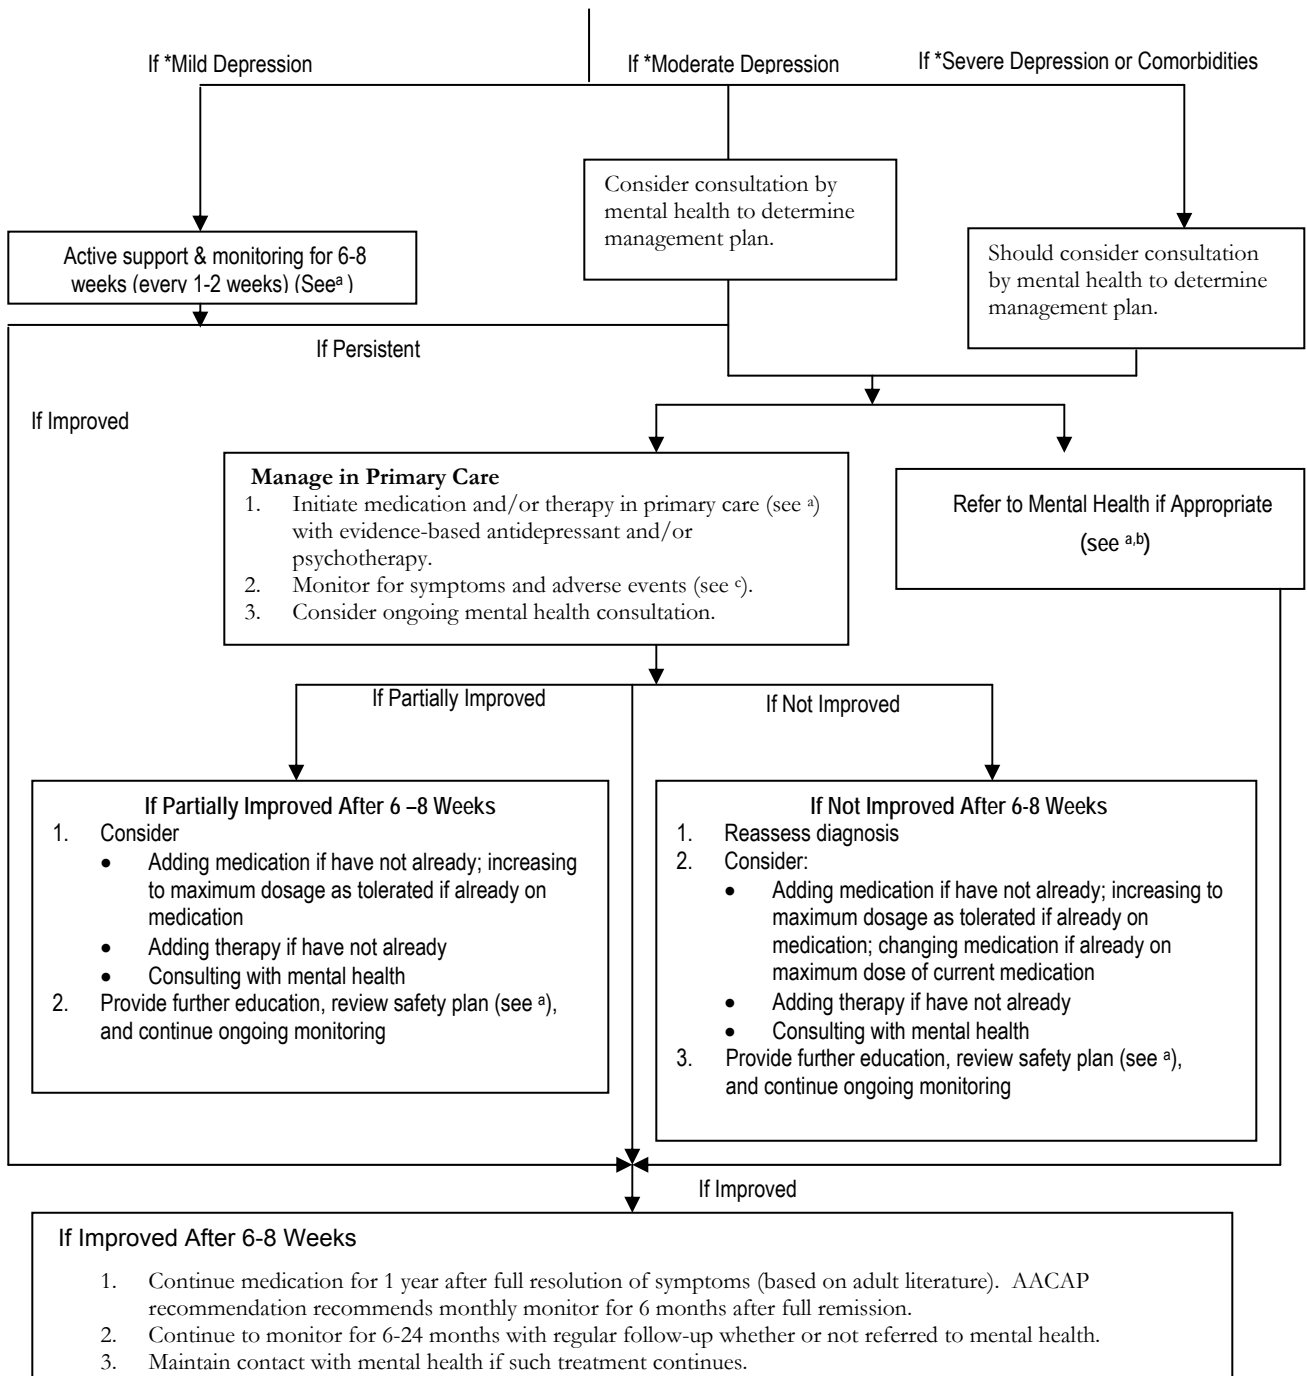 If *Mild Depression
If *Moderate Depression
If *Severe Depression or Comorbidities
Consider consultation by
mental health to determine
management plan.
Active support & monitoring for 6-8
weeks (every 1-2 weeks) (See a )
Should consider consultation
by mental health to determine
management plan.
If Persistent
If Improved
Manage in Primary Care
1. Initiate medication and/or therapy in primary care (see a)
with evidence-based antidepressant and/or
psychotherapy.
2. Monitor for symptoms and adverse events (see c).
3. Consider ongoing mental health consultation.
Refer to Mental Health if Appropriate
(see a,b)
If Partially Improved
If Not Improved
If Partially Improved After 6 –8 Weeks
1. Consider
• Adding medication if have not already; increasing
to maximum dosage as tolerated if already on
medication
• Adding therapy if have not already
• Consulting with mental health
2. Provide further education, review safety plan (see a),
and continue ongoing monitoring
If Not Improved After 6-8 Weeks
1. Reassess diagnosis
2. Consider:
• Adding medication if have not already; increasing to
maximum dosage as tolerated if already on
medication; changing medication if already on
maximum dose of current medication
• Adding therapy if have not already
• Consulting with mental health
3. Provide further education, review safety plan (see a),
and continue ongoing monitoring
If Improved
If Improved After 6-8 Weeks
1. Continue medication for 1 year after full resolution of symptoms (based on adult literature). AACAP
recommendation recommends monthly monitor for 6 months after full remission.
2. Continue to monitor for 6-24 months with regular follow-up whether or not referred to mental health.
3. Maintain contact with mental health if such treatment continues.